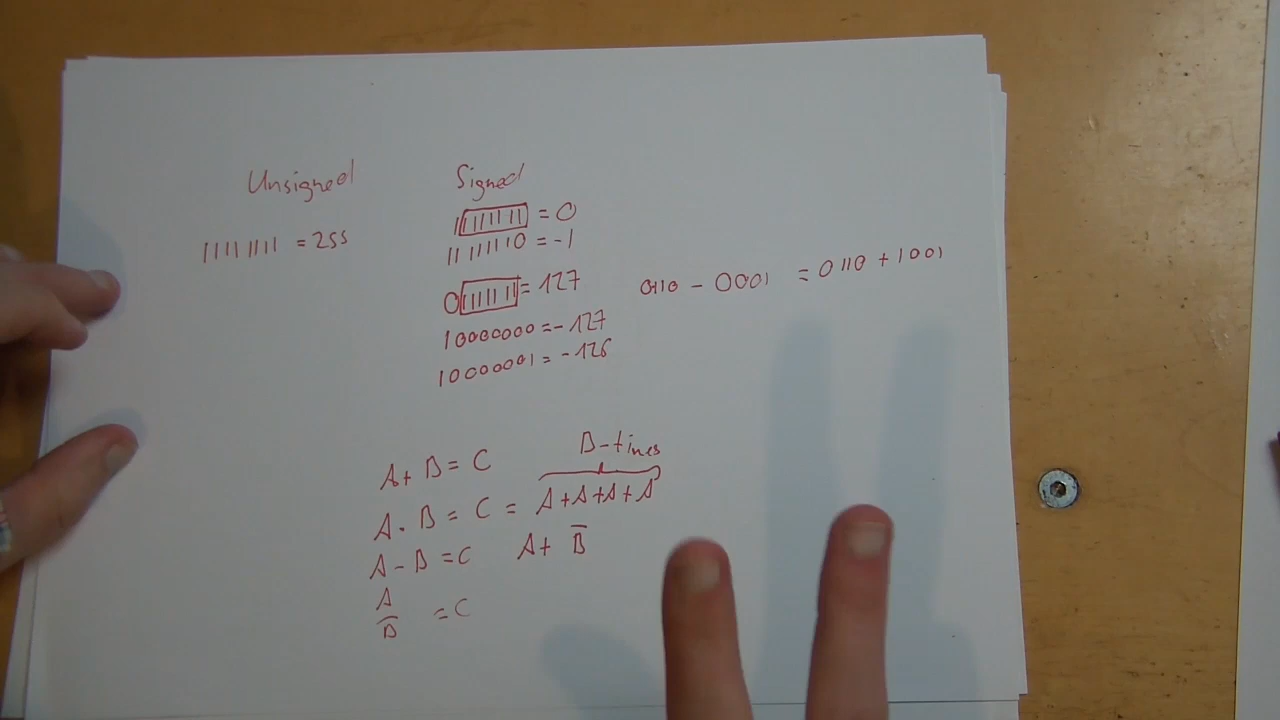 Unsigned
11111111 = 255
Signed
11111111 = 0
11111110 = -1
01111111 = 127
10000000 = -127
10000001 = -126
0110 - 0001 = 0110 + 1001
B-times
A + B = C
A · B = C = A+A+A+A
A - B = C A + B̅
A
B = C